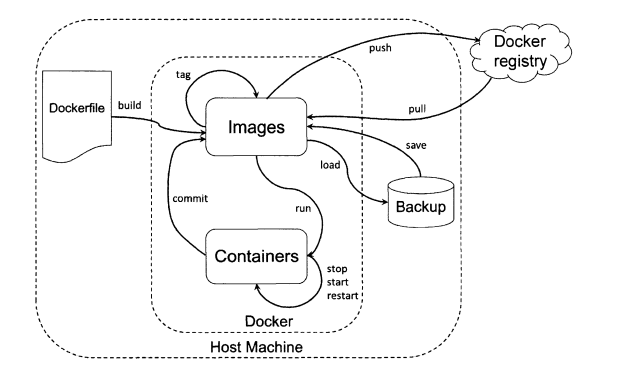 push
Docker
registry
tag
Dockerfile
build
Images
pull
save
load
commit
run
Backup
Containers
stop
start
restart
Docker
Host Machine